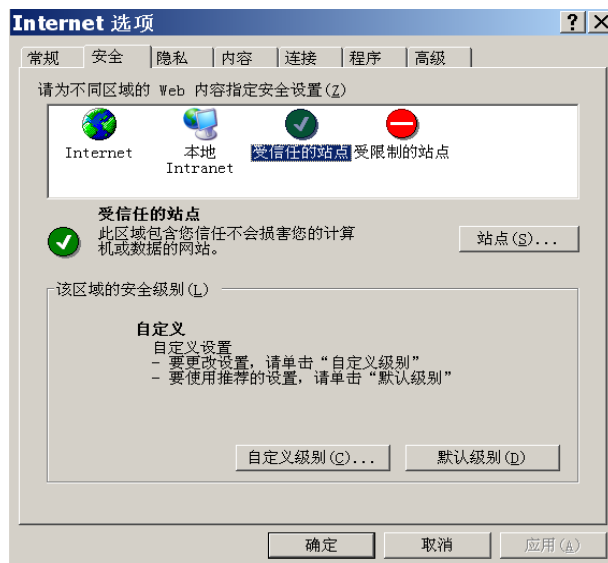 Internet 选项
常规 安全 隐私 内容 连接 程序 高级
请为不同区域的 Web 内容指定安全设置(Z)
Internet
本地
Intranet
受信任的站点
受限制的站点
受信任的站点
此区域包含您信任不会损害您的计算
机或数据的网站。
站点(S)...
该区域的安全级别(L)
自定义
自定义设置
- 要更改设置，请单击“自定义级别”
- 要使用推荐的设置，请单击“默认级别”
自定义级别(C)...
默认级别(D)
确定
取消
应用(A)